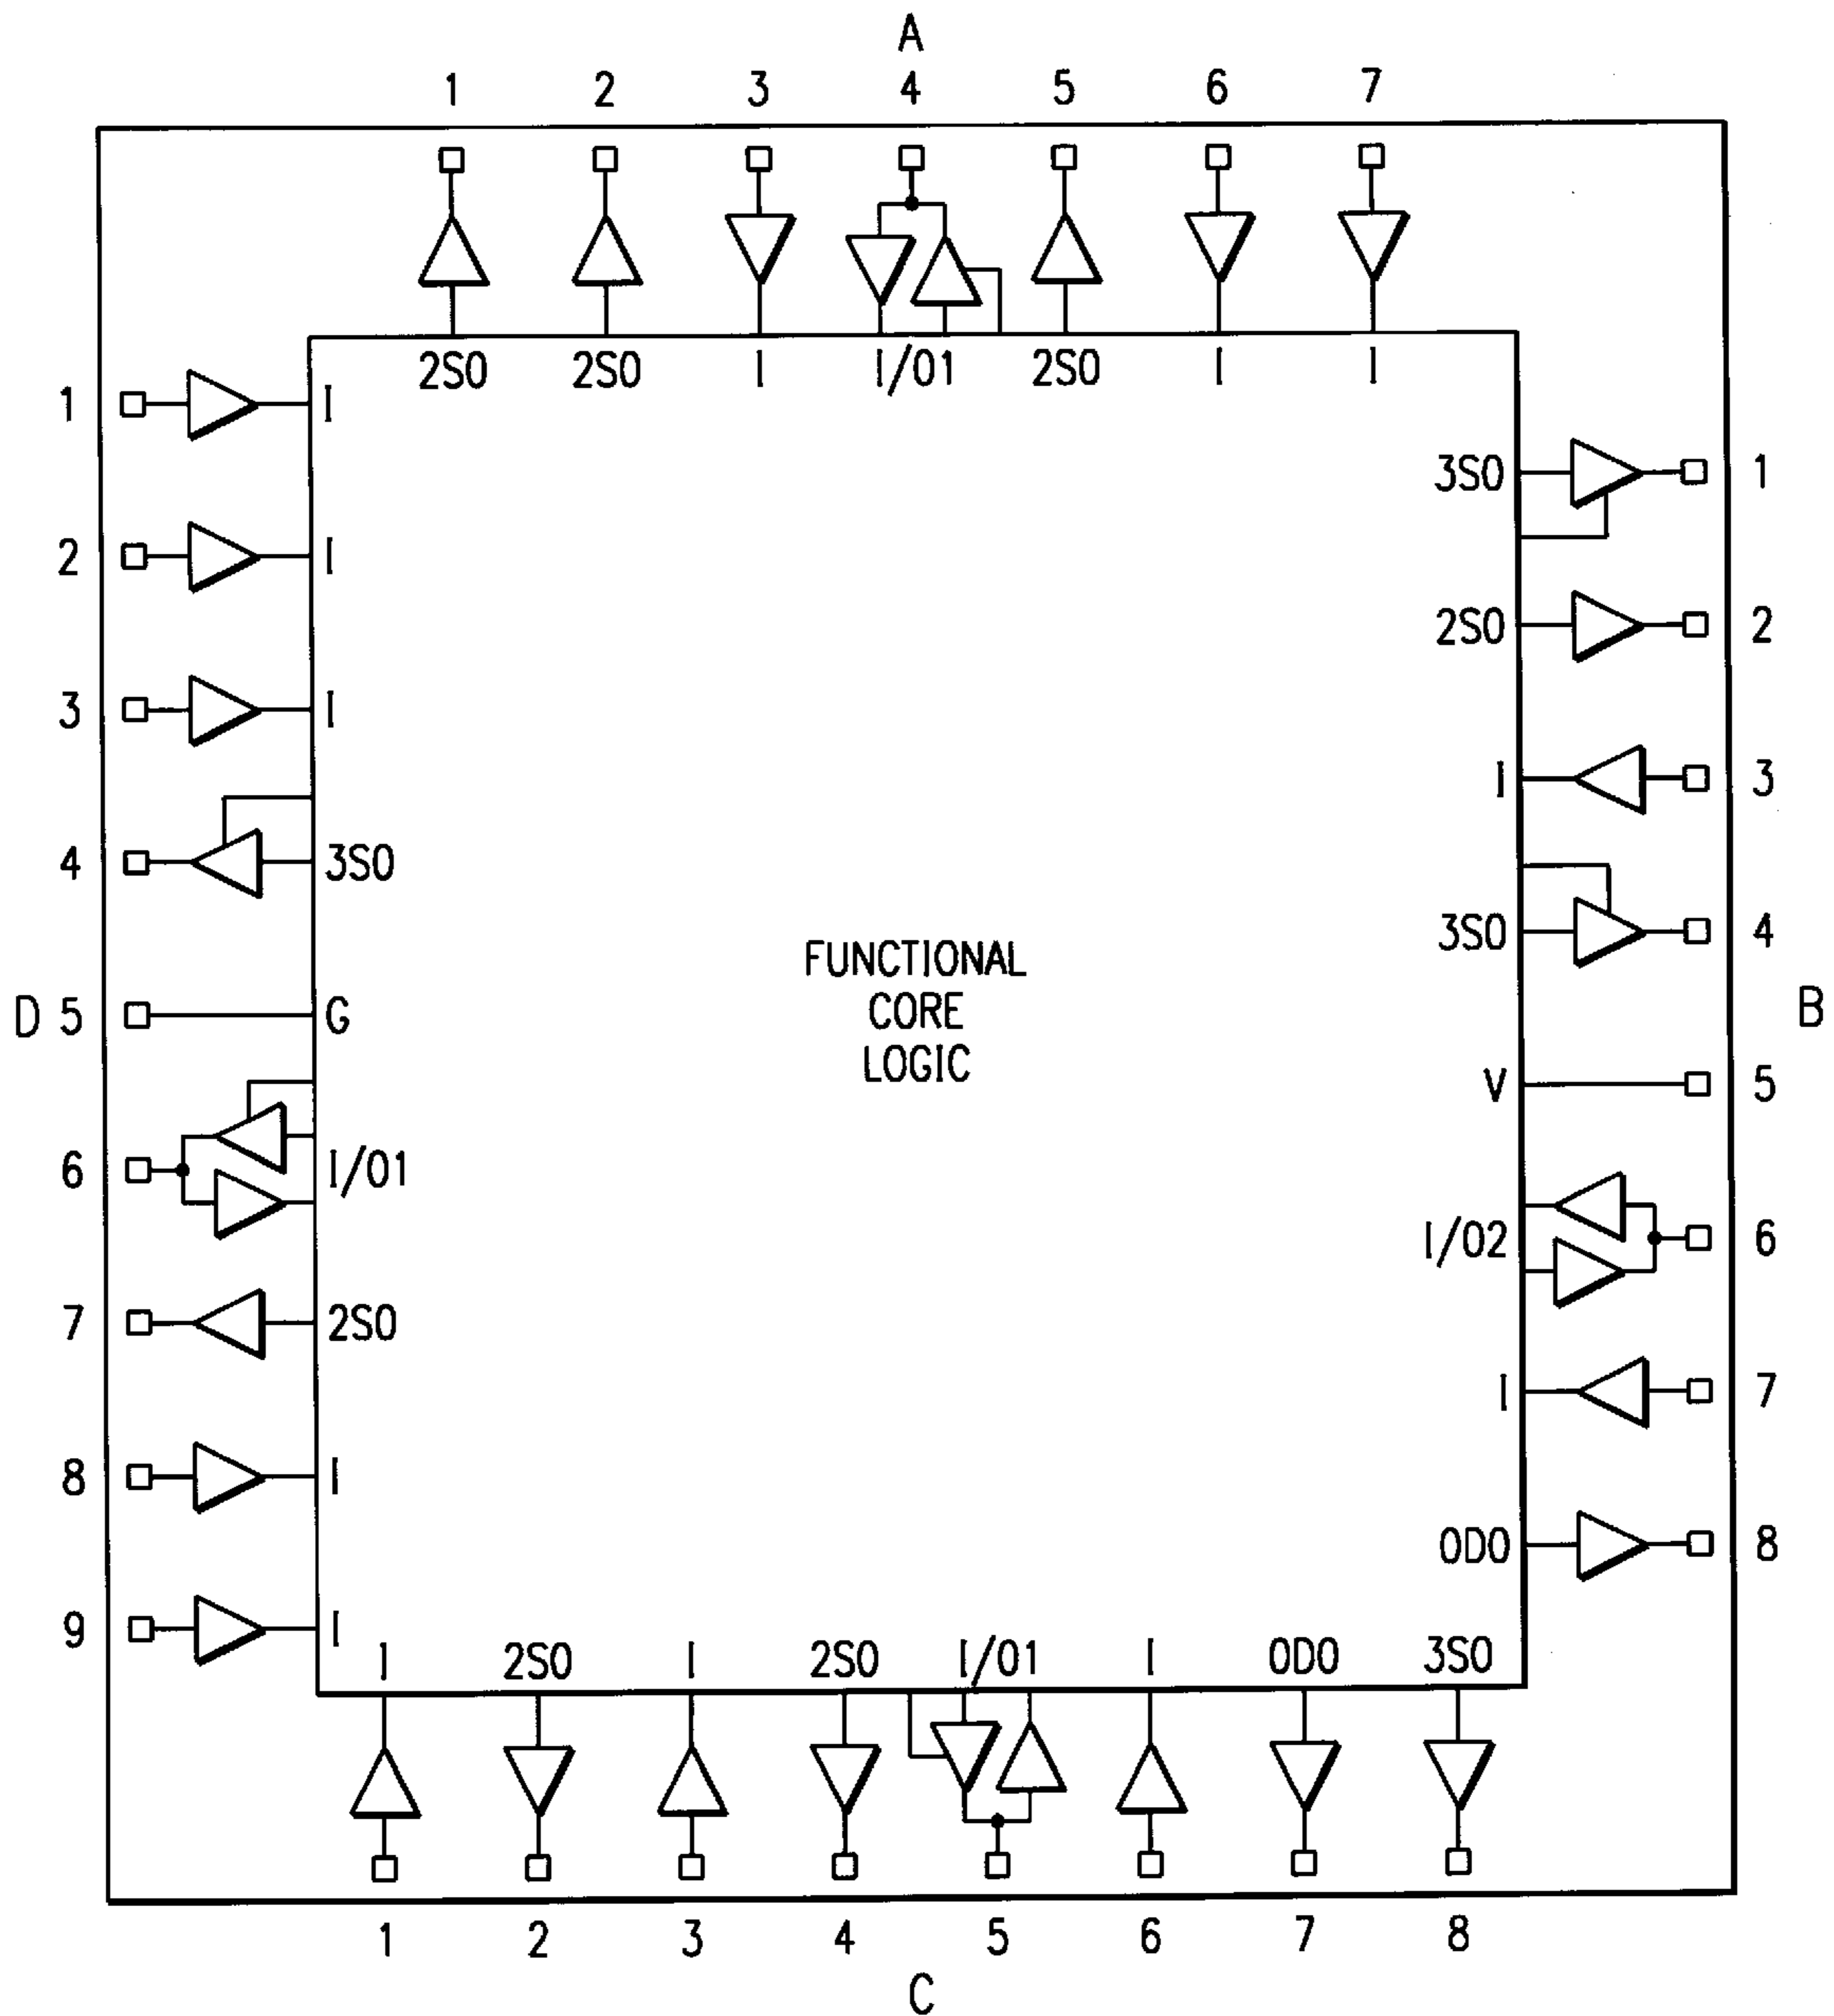 A
1 2 3 4 5 6 7
2SO 2SO I I/O1 2SO I I
1 I
3SO 1
2 I
2SO 2
3 I
I 3
4 3SO
3SO 4
FUNCTIONAL
CORE
LOGIC
D 5 G
B
V 5
6 I/O1
I/O2 6
7 2SO
I 7
8 I
ODO 8
9 I
I 2SO I 2SO I/O1 I ODO 3SO
1 2 3 4 5 6 7 8
C